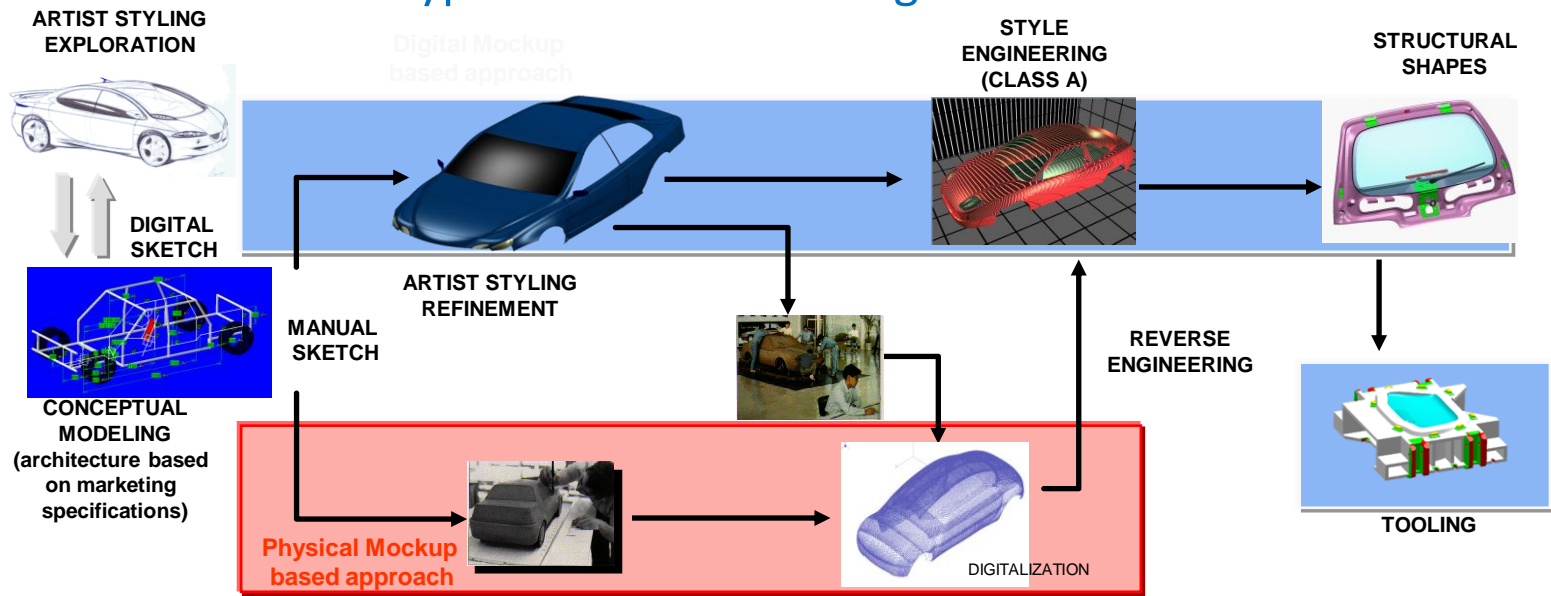 ARTIST STYLING
EXPLORATION
Digital Mockup
based approach
STYLE
ENGINEERING
(CLASS A)
STRUCTURAL
SHAPES
DIGITAL
SKETCH
ARTIST STYLING
REFINEMENT
MANUAL
SKETCH
REVERSE
ENGINEERING
CONCEPTUAL
MODELING
(architecture based
on marketing
specifications)
Physical Mockup
based approach
DIGITALIZATION
TOOLING